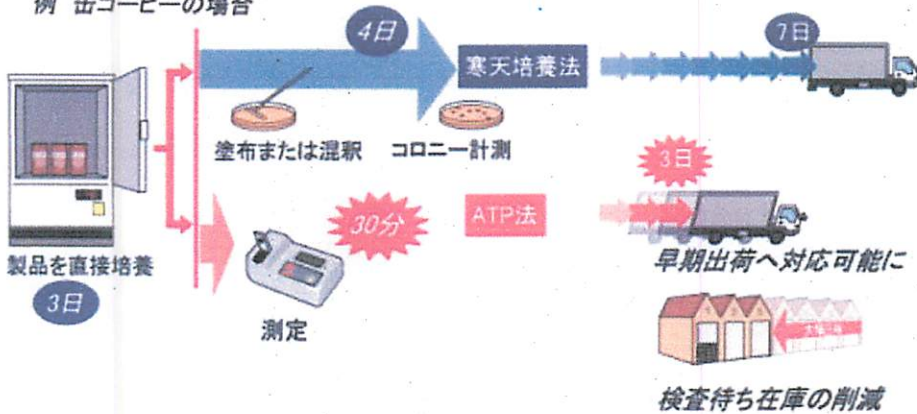 例 缶コーヒーの場合
4日
7日
寒天培養法
塗布または混釈 コロニー計測
3日
30分
ATP法
製品を直接培養
3日
測定
早期出荷へ対応可能に
検査待ち在庫の削減